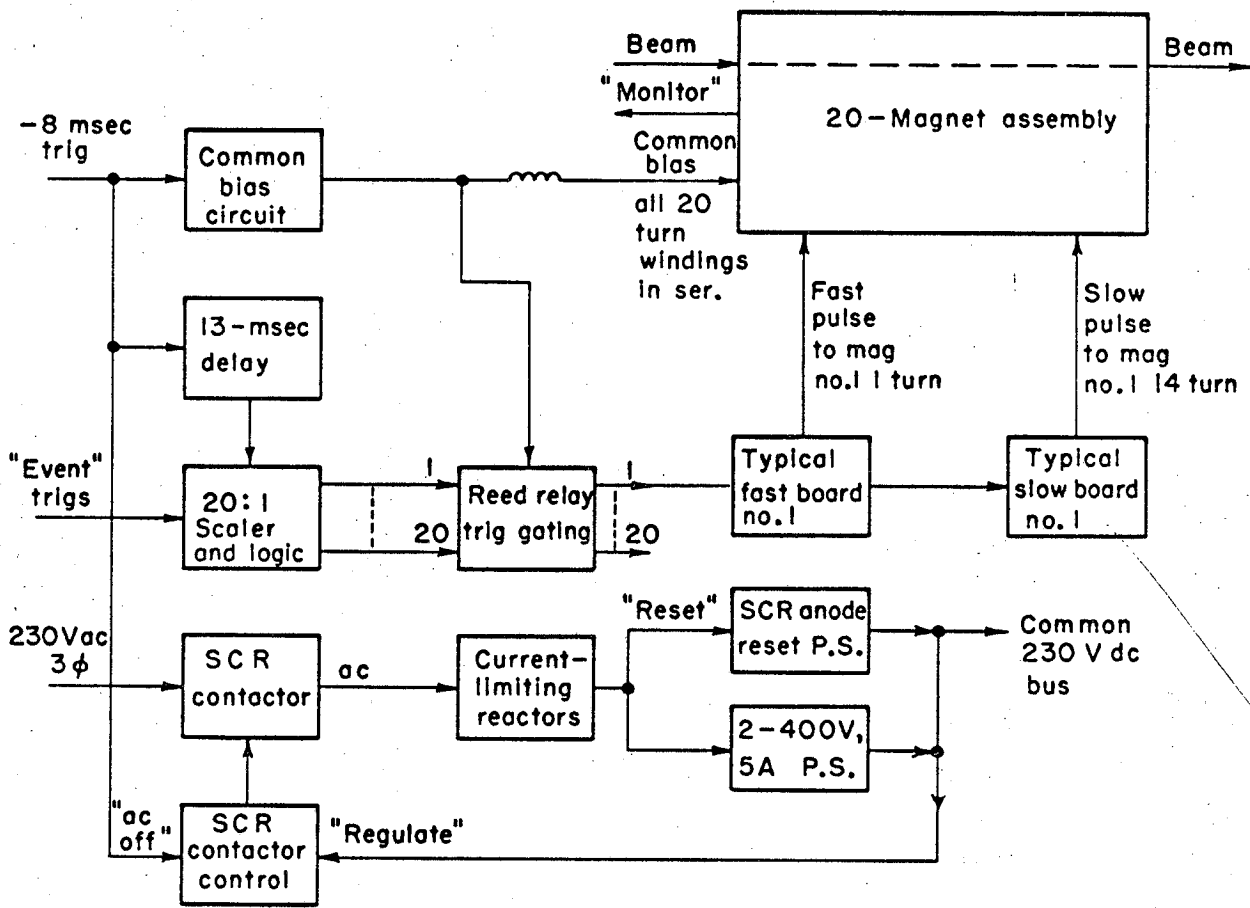 Beam
Beam
"Monitor"
20-Magnet assembly
-8 msec
trig
Common
bias
circuit
Common
bias
all 20
turn
windings
in ser.
Fast
pulse
to mag
no.1 1 turn
Slow
pulse
to mag
no.1 14 turn
13-msec
delay
"Event"
trigs
20:1
Scaler
and logic
1
20
Reed relay
trig gating
1
20
Typical
fast board
no.1
Typical
slow board
no.1
230Vac
3ϕ
SCR
contactor
ac
Current-
limiting
reactors
"Reset"
SCR anode
reset P.S.
Common
230 V dc
bus
2-400V,
5A P.S.
"ac
off"
SCR
contactor
control
"Regulate"